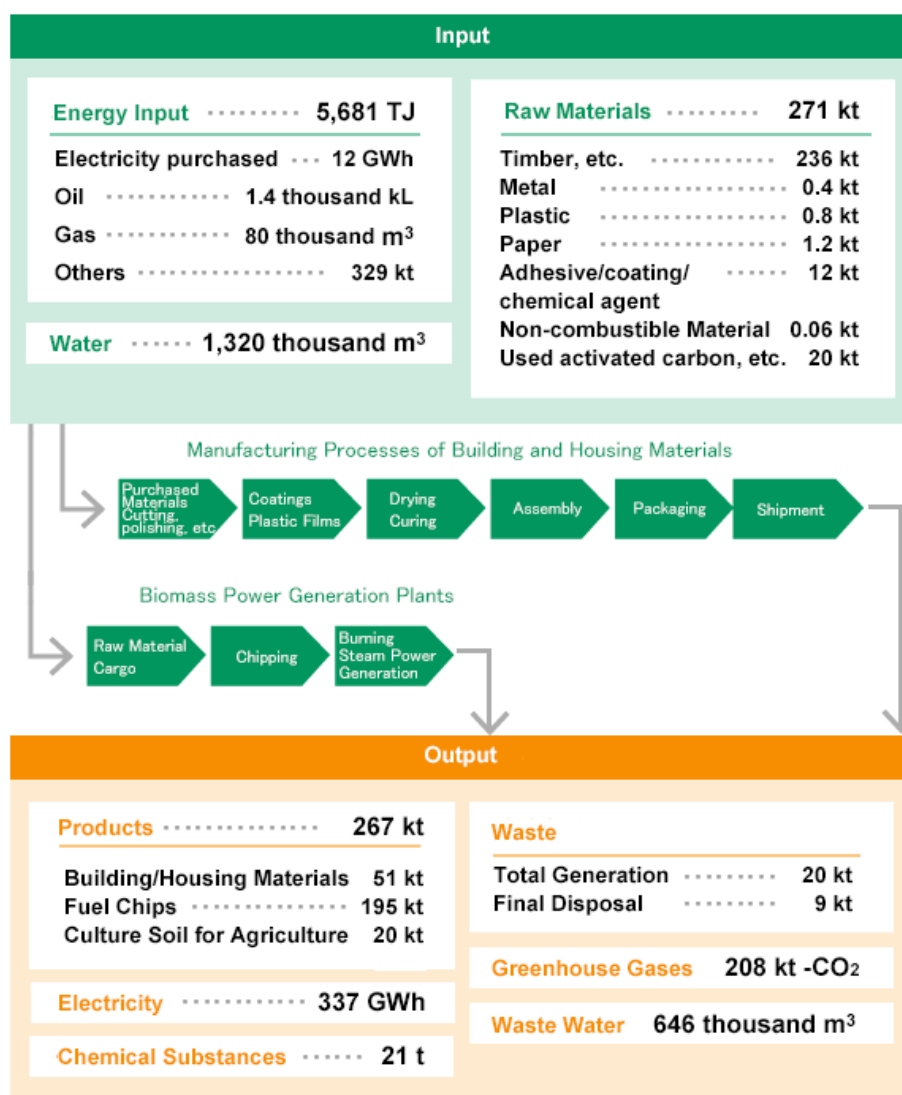 Input
Energy Input ········· 5,681 TJ
Electricity purchased ··· 12 GWh
Oil ············ 1.4 thousand kL
Gas ············ 80 thousand m³
Others ·················· 329 kt
Water ······ 1,320 thousand m³
Raw Materials ········· 271 kt
Timber, etc. ············ 236 kt
Metal ·················· 0.4 kt
Plastic ·················· 0.8 kt
Paper ·················· 1.2 kt
Adhesive/coating/ ······ 12 kt
chemical agent
Non-combustible Material 0.06 kt
Used activated carbon, etc. 20 kt
Manufacturing Processes of Building and Housing Materials
Purchased
Materials
Cutting,
polishing, etc
Coatings
Plastic Films
Drying
Curing
Assembly
Packaging
Shipment
Biomass Power Generation Plants
Raw Material
Cargo
Chipping
Burning
Steam Power
Generation
Output
Products ··············· 267 kt
Building/Housing Materials 51 kt
Fuel Chips ··············· 195 kt
Culture Soil for Agriculture 20 kt
Electricity ············ 337 GWh
Chemical Substances ······ 21 t
Waste
Total Generation ········· 20 kt
Final Disposal ········· 9 kt
Greenhouse Gases 208 kt -CO₂
Waste Water 646 thousand m³